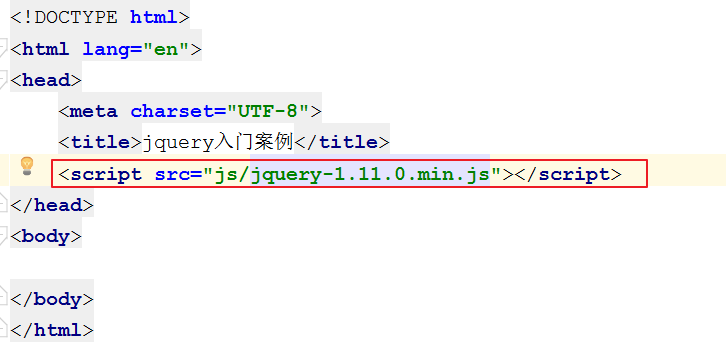 <!DOCTYPE html>
<html lang="en">
<head>
    <meta charset="UTF-8">
    <title>jquery入门案例</title>
    <script src="js/jquery-1.11.0.min.js"></script>
</head>
<body>

</body>
</html>